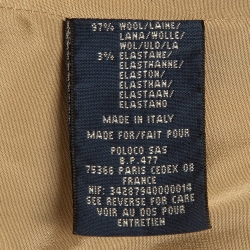 97% WOOL/LAINE/
LANA/WOLLE/
WOL/ULD/LA
3% ELASTANE/
ELASTHANNE/
ELASTON/
ELASTHAN/
ELASTAAN/
ELASTANO
MADE IN ITALY
MADE FOR/FAIT POUR
POLOCO SAS
B.P.477
75366 PARIS CEDEX 08
FRANCE
NIF: 34287940000014
SEE REVERSE FOR CARE
VOIR AU DOS POUR
ENTRETIEN